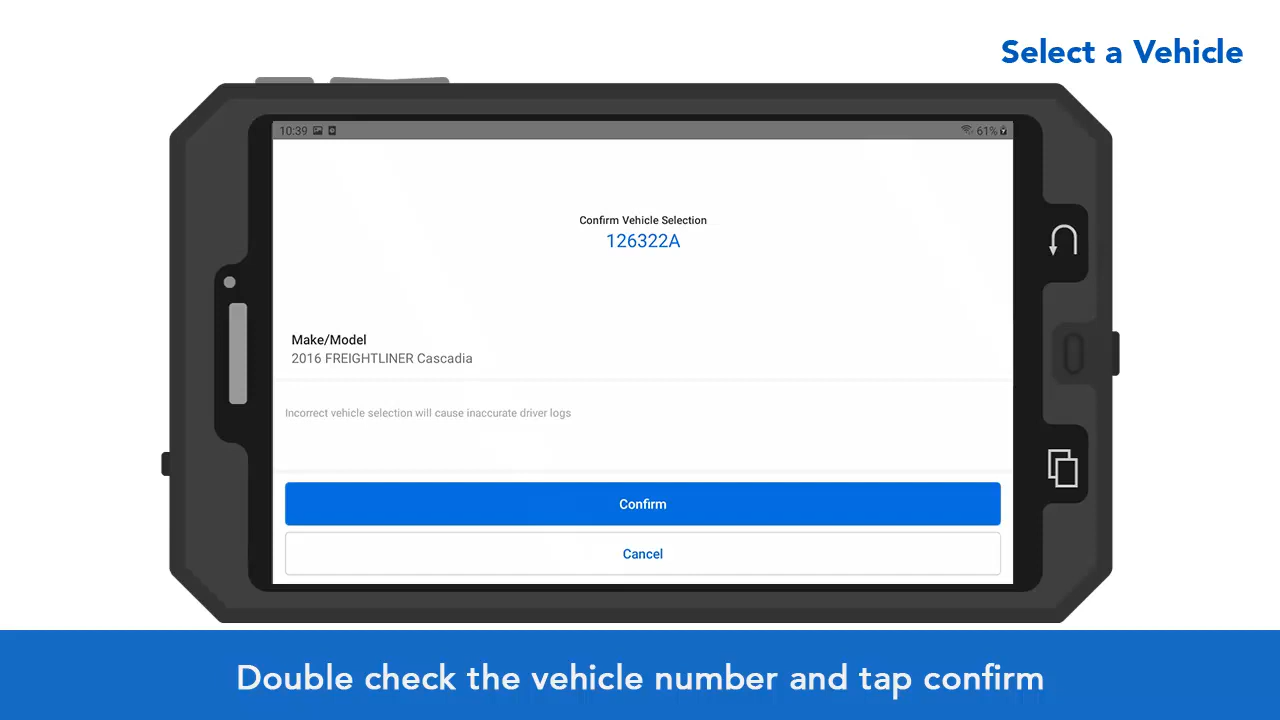 Select a Vehicle
10:39
61%
Confirm Vehicle Selection
126322A
Make/Model
2016 FREIGHTLINER Cascadia
Incorrect vehicle selection will cause inaccurate driver logs
Confirm
Cancel
Double check the vehicle number and tap confirm